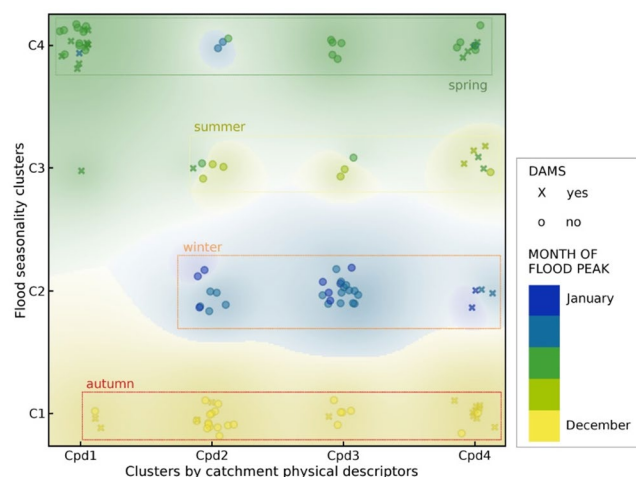 C4
spring
summer
C3
winter
C2
autumn
C1
Cpd1 Cpd2 Cpd3 Cpd4
Clusters by catchment physical descriptors
Flood seasonality clusters
DAMS
X yes
o no
MONTH OF
FLOOD PEAK
January
December